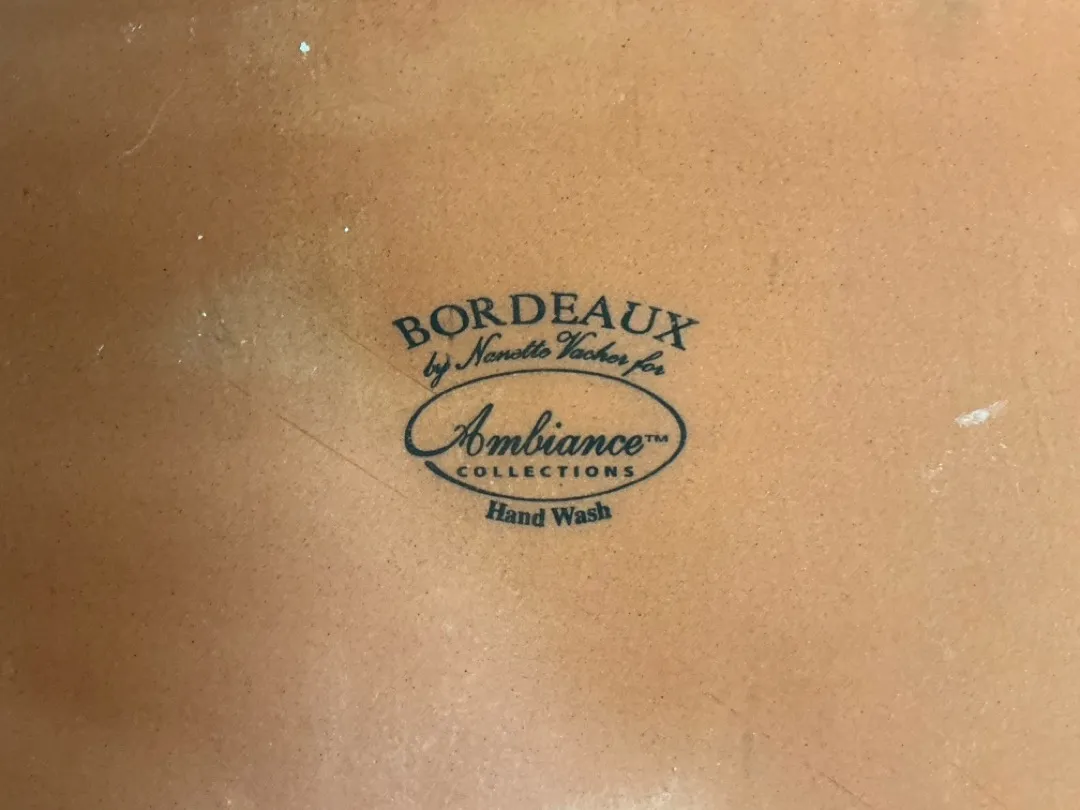 BORDEAUX
by Nanette Vacher for
Ambiance™
COLLECTIONS
Hand Wash